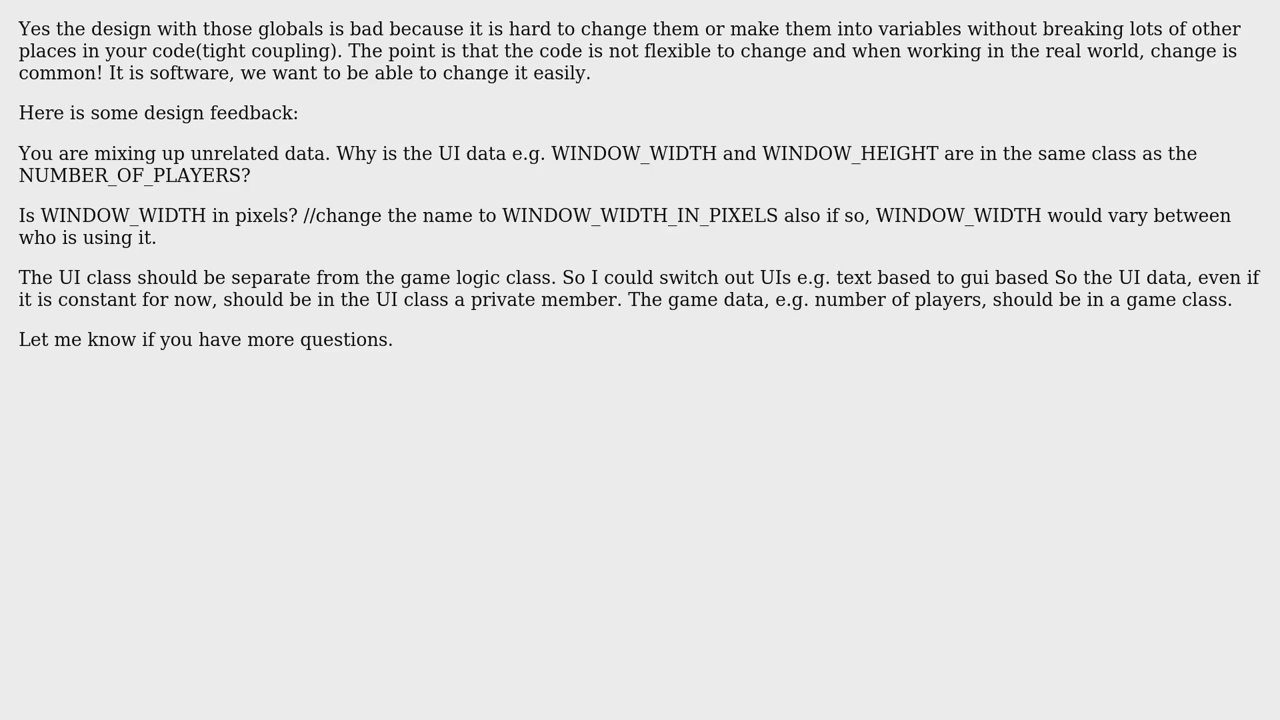 Yes the design with those globals is bad because it is hard to change them or make them into variables without breaking lots of other
places in your code(tight coupling). The point is that the code is not flexible to change and when working in the real world, change is
common! It is software, we want to be able to change it easily.
Here is some design feedback:
You are mixing up unrelated data. Why is the UI data e.g. WINDOW_WIDTH and WINDOW_HEIGHT are in the same class as the
NUMBER_OF_PLAYERS?
Is WINDOW_WIDTH in pixels? //change the name to WINDOW_WIDTH_IN_PIXELS also if so, WINDOW_WIDTH would vary between
who is using it.
The UI class should be separate from the game logic class. So I could switch out UIs e.g. text based to gui based So the UI data, even if
it is constant for now, should be in the UI class a private member. The game data, e.g. number of players, should be in a game class.
Let me know if you have more questions.